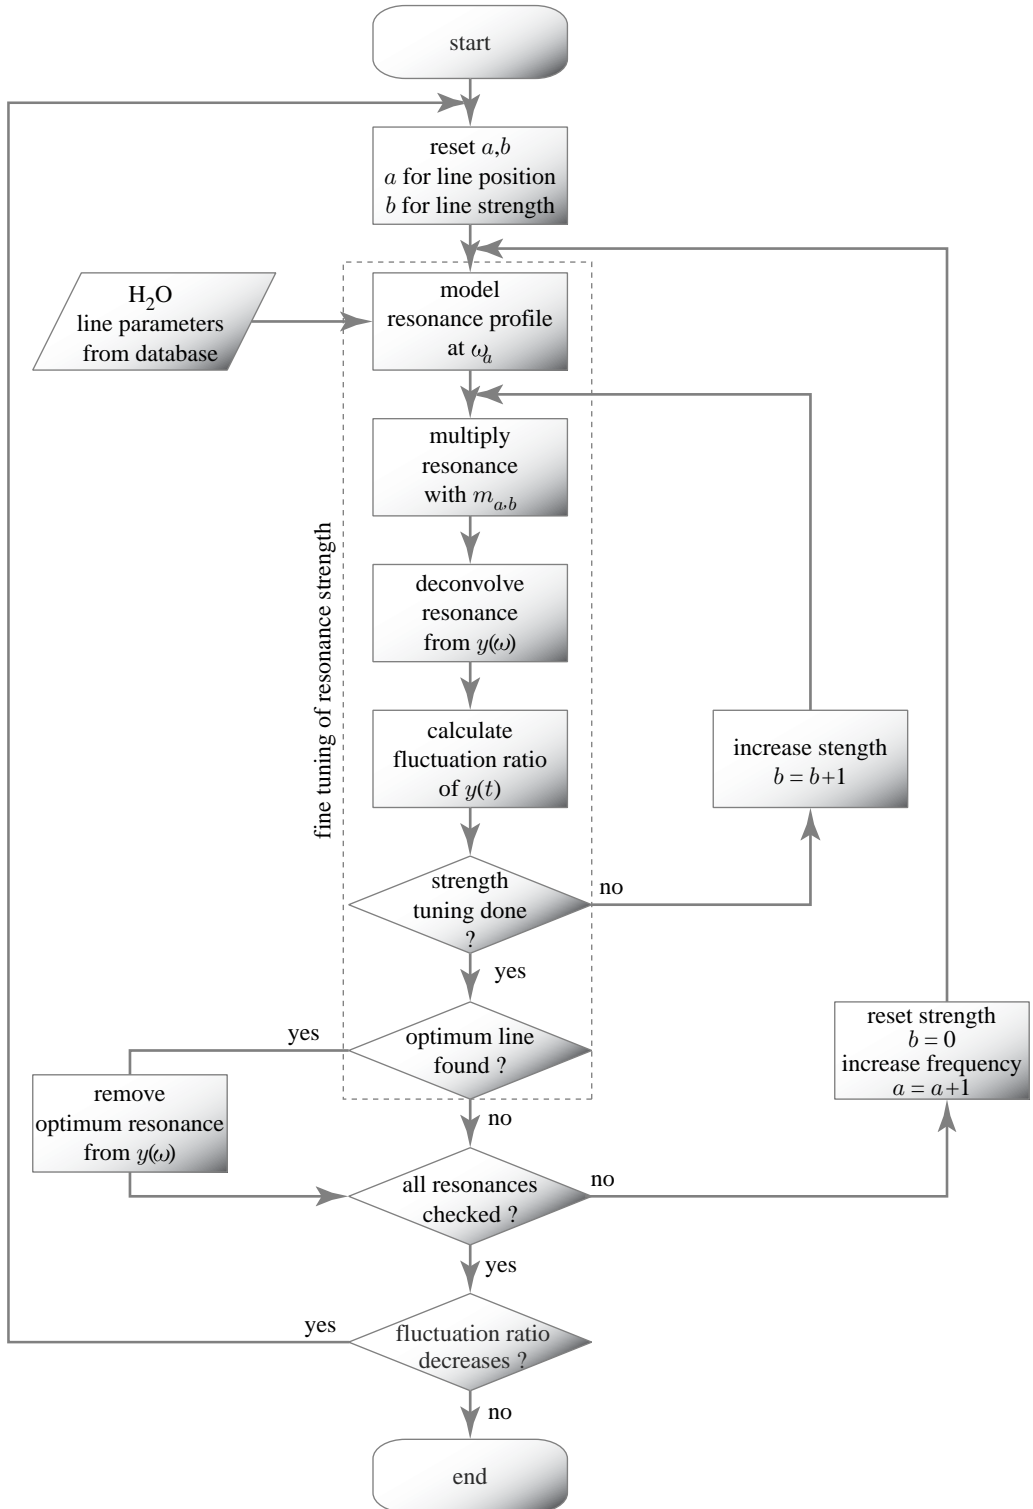 start
reset a,b
a for line position
b for line strength
H₂O
line parameters
from database
model
resonance profile
at ωₐ
multiply
resonance
with m_{a,b}
fine tuning of resonance strength
deconvolve
resonance
from y(ω)
calculate
fluctuation ratio
of y(t)
increase stength
b = b+1
strength
tuning done
?
no
yes
optimum line
found ?
yes
no
reset strength
b = 0
increase frequency
a = a+1
remove
optimum resonance
from y(ω)
all resonances
checked ?
no
yes
fluctuation ratio
decreases ?
yes
no
end